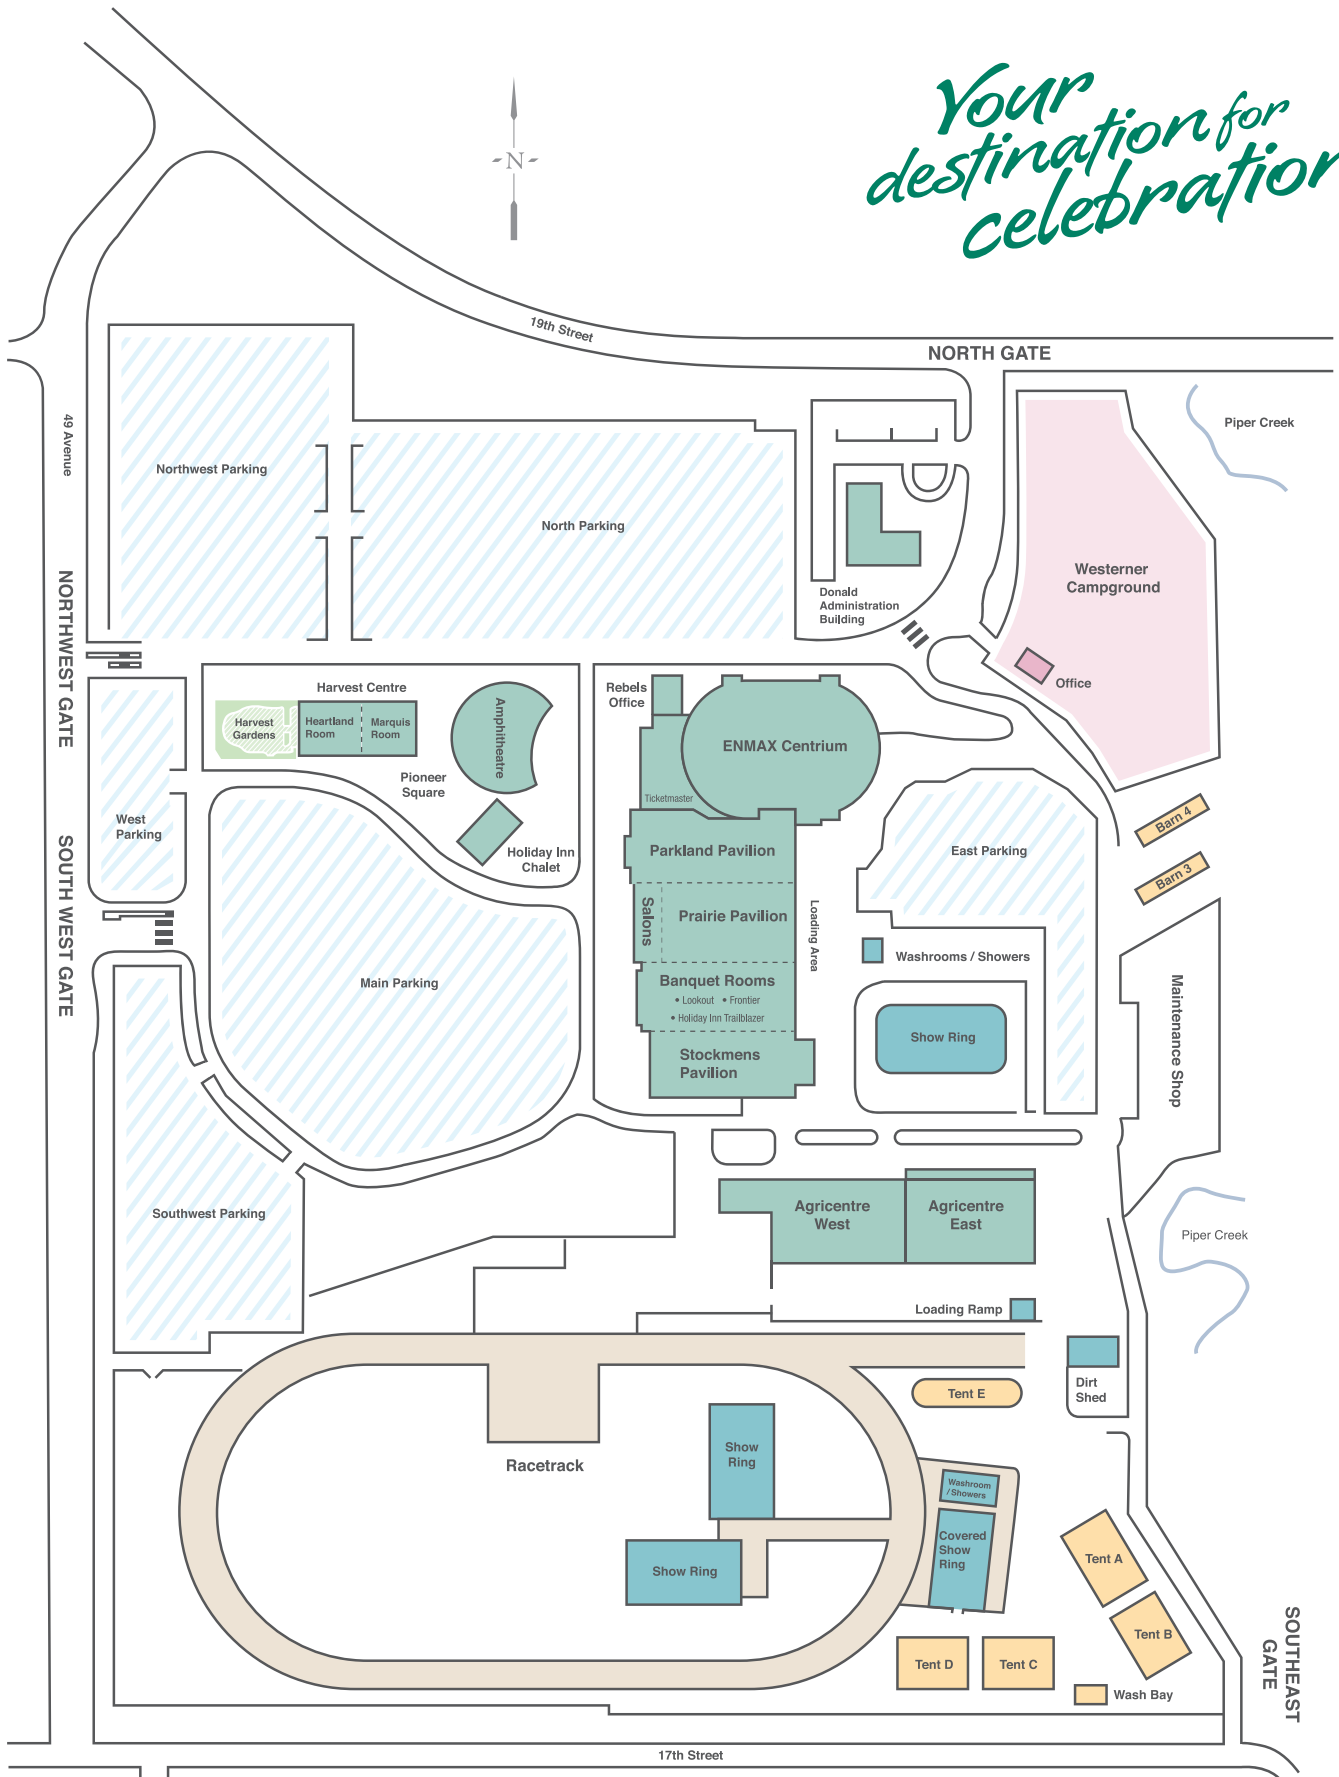 Your
destination for
celebration
N
19th Street
NORTH GATE
49 Avenue
Piper Creek
Northwest Parking
North Parking
Westerner
Campground
Donald
Administration
Building
NORTHWEST GATE
Office
Harvest Centre
Rebels
Office
Harvest
Gardens
Heartland
Room
Marquis
Room
Amphitheatre
ENMAX Centrium
Pioneer
Square
Ticketmaster
West
Parking
Holiday Inn
Chalet
Parkland Pavilion
East Parking
Barn 4
Barn 3
SOUTH WEST GATE
Salons
Prairie Pavilion
Loading Area
Washrooms / Showers
Main Parking
Banquet Rooms
• Lookout • Frontier
• Holiday Inn Trailblazer
Show Ring
Maintenance Shop
Stockmens
Pavilion
Southwest Parking
Agricentre
West
Agricentre
East
Piper Creek
Loading Ramp
Dirt
Shed
Tent E
Racetrack
Show
Ring
Washroom
/ Showers
Covered
Show
Ring
Show Ring
Tent A
Tent B
Tent D
Tent C
Wash Bay
SOUTHEAST
GATE
17th Street